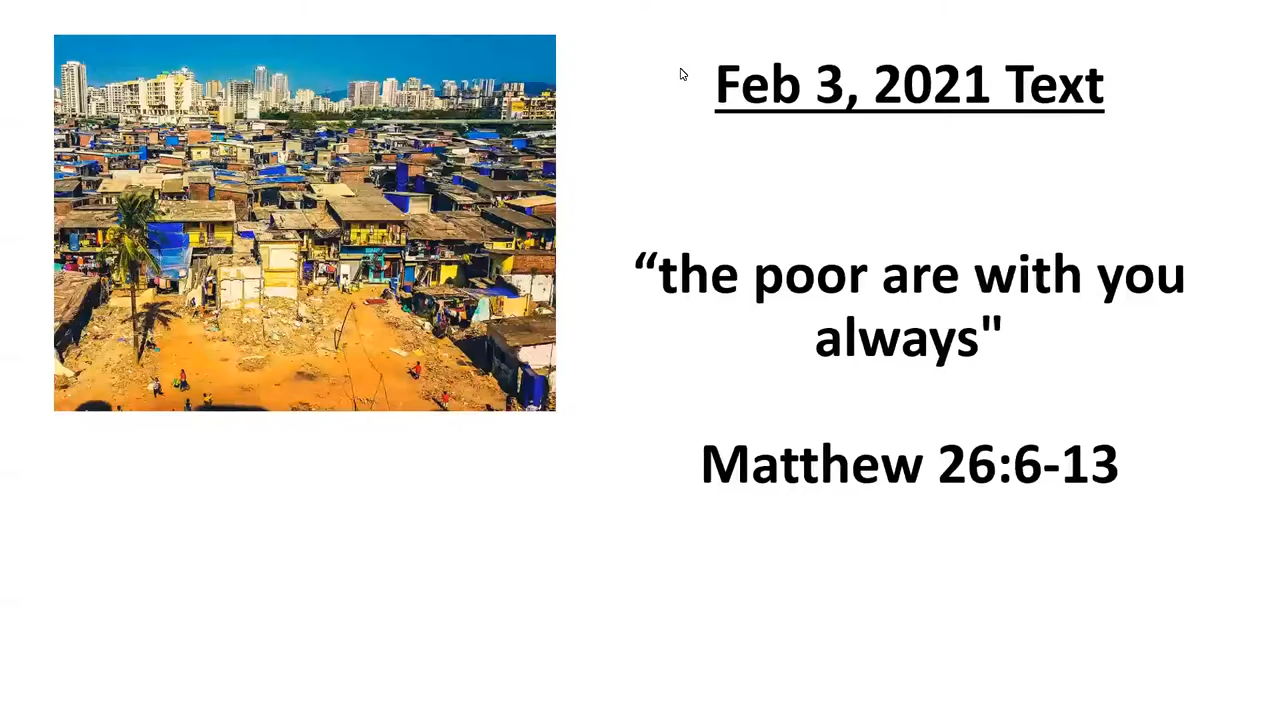 Feb 3, 2021 Text
“the poor are with you
always"
Matthew 26:6-13